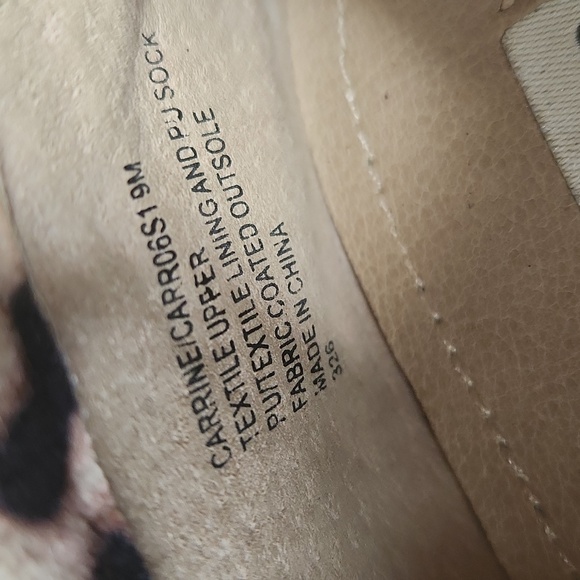 CARRINE/CARR06S1 9M
TEXTILE UPPER
PU/TEXTILE LINING AND PU SOCK
FABRIC COATED OUTSOLE
MADE IN CHINA
326